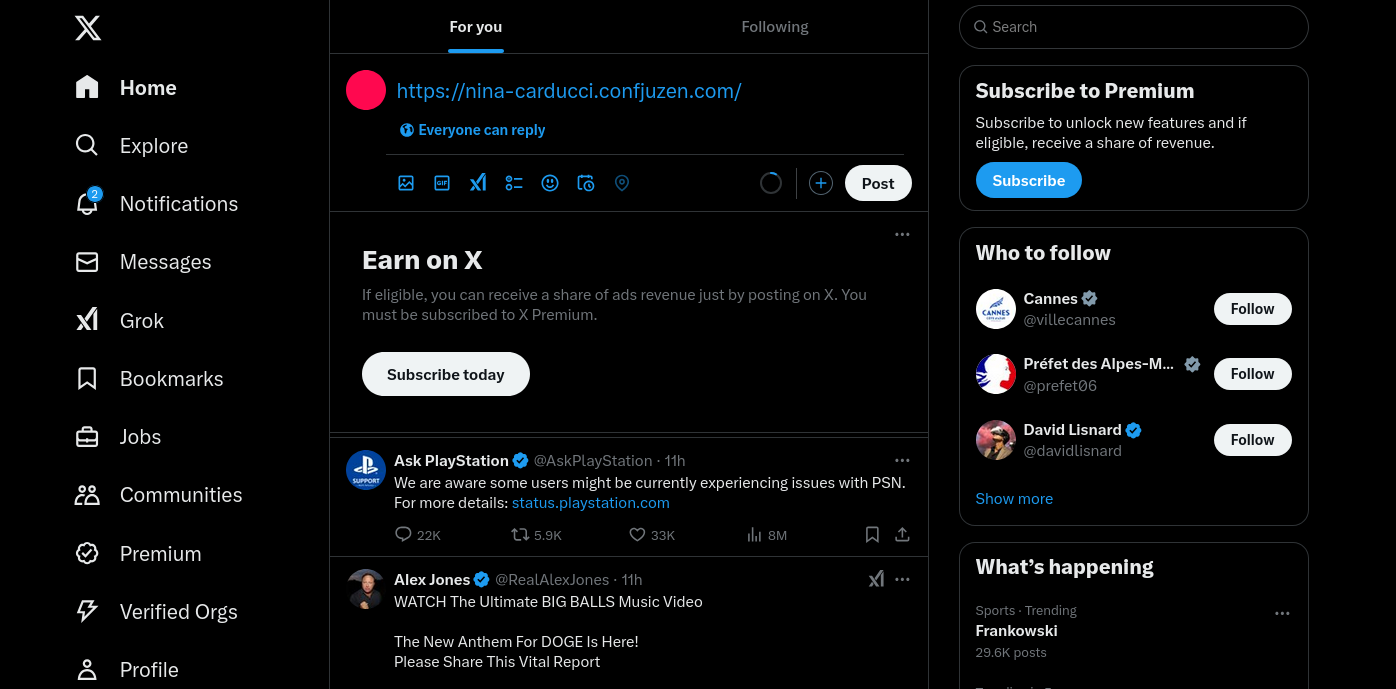 Home
Explore
2
Notifications
Messages
Grok
Bookmarks
Jobs
Communities
Premium
Verified Orgs
Profile
For you
Following
https://nina-carducci.confjuzen.com/
Everyone can reply
GIF
Post
Earn on X
If eligible, you can receive a share of ads revenue just by posting on X. You
must be subscribed to X Premium.
Subscribe today
SUPPORT
Ask PlayStation @AskPlayStation · 11h
We are aware some users might be currently experiencing issues with PSN.
For more details: status.playstation.com
22K 5.9K 33K 8M
Alex Jones @RealAlexJones · 11h
WATCH The Ultimate BIG BALLS Music Video
The New Anthem For DOGE Is Here!
Please Share This Vital Report
Search
Subscribe to Premium
Subscribe to unlock new features and if
eligible, receive a share of revenue.
Subscribe
Who to follow
CANNES
Cannes
@villecannes
Follow
Préfet des Alpes-M...
@prefet06
Follow
David Lisnard
@davidlisnard
Follow
Show more
What’s happening
Sports · Trending
Frankowski
29.6K posts